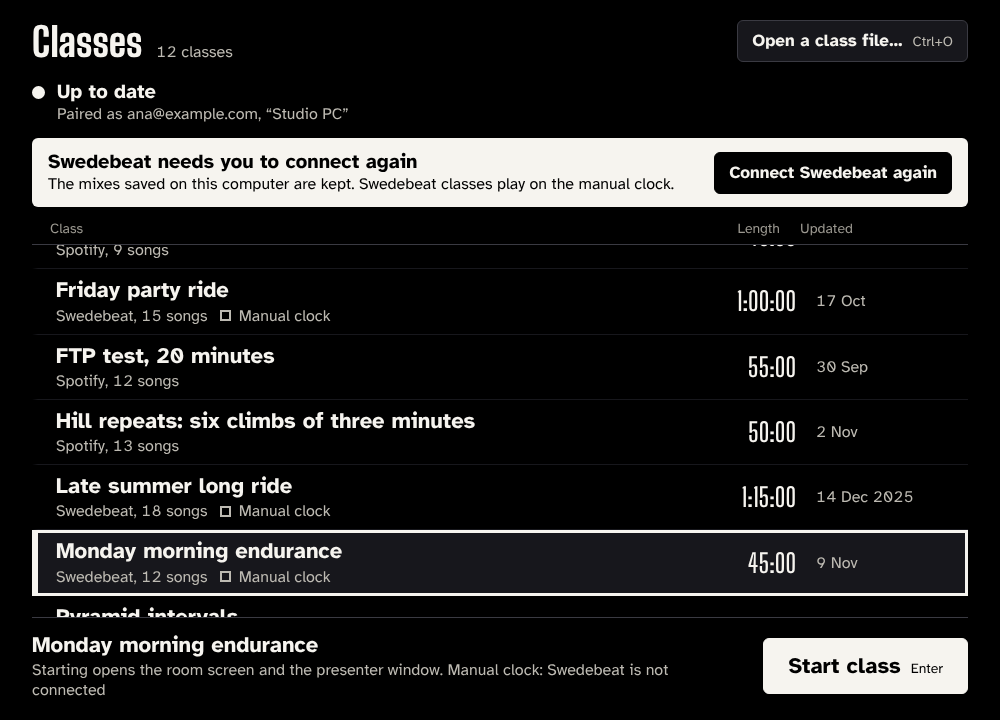 Classes 12 classes
Open a class file... Ctrl+O
Up to date
Paired as ana@example.com, “Studio PC”
Swedebeat needs you to connect again
The mixes saved on this computer are kept. Swedebeat classes play on the manual clock.
Connect Swedebeat again
Class Length Updated
Spotify, 9 songs
Friday party ride
Swedebeat, 15 songs Manual clock
1:00:00 17 Oct
FTP test, 20 minutes
Spotify, 12 songs
55:00 30 Sep
Hill repeats: six climbs of three minutes
Spotify, 13 songs
50:00 2 Nov
Late summer long ride
Swedebeat, 18 songs Manual clock
1:15:00 14 Dec 2025
Monday morning endurance
Swedebeat, 12 songs Manual clock
45:00 9 Nov
Pyramid intervals
Monday morning endurance
Starting opens the room screen and the presenter window. Manual clock: Swedebeat is not
connected
Start class Enter